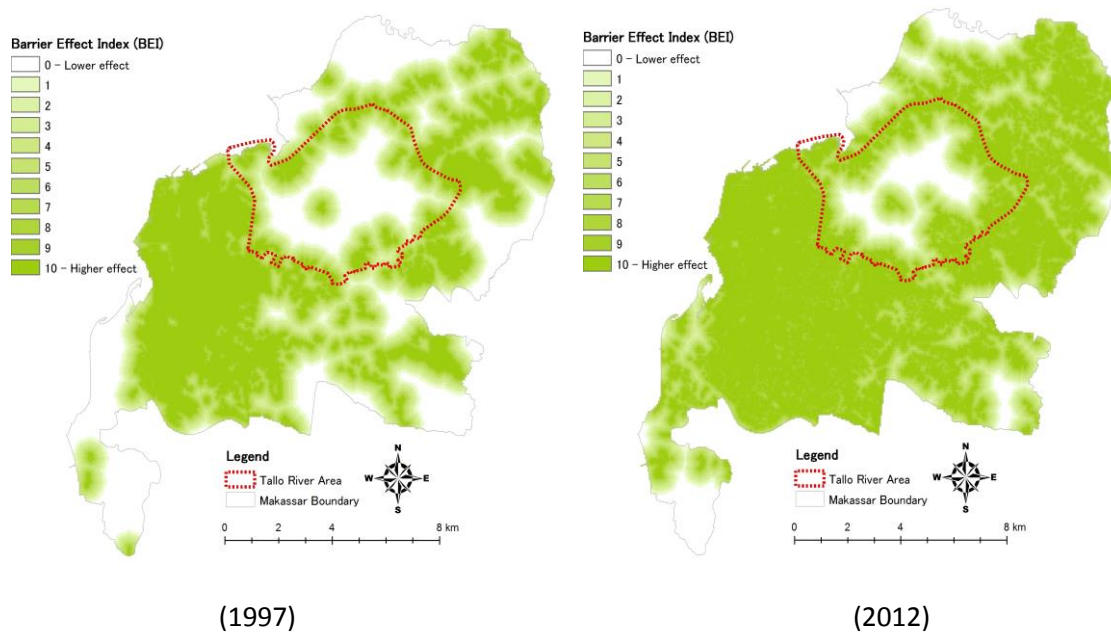 Barrier Effect Index (BEI)
0 - Lower effect
1
2
3
4
5
6
7
8
9
10 - Higher effect
Legend
Tallo River Area
Makassar Boundary
N
W E
S
0 2 4 8 km
(1997)
Barrier Effect Index (BEI)
0 - Lower effect
1
2
3
4
5
6
7
8
9
10 - Higher effect
Legend
Tallo River Area
Makassar Boundary
N
W E
S
0 2 4 8 km
(2012)